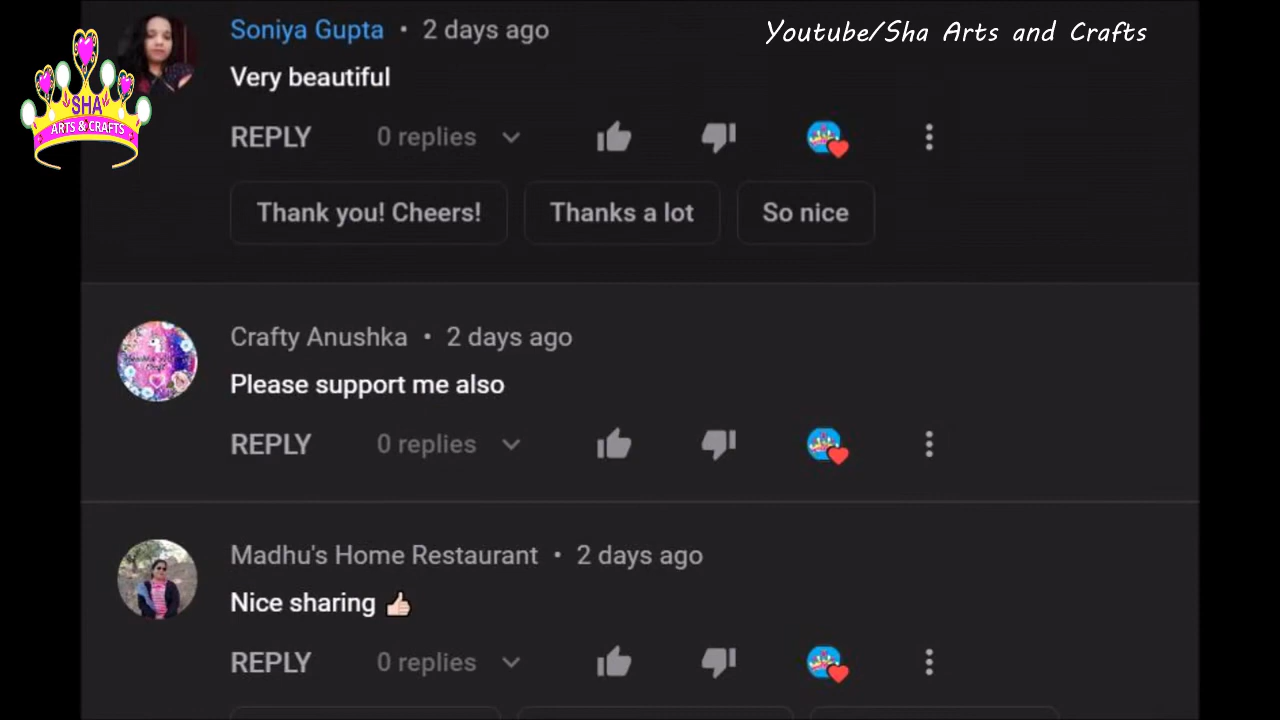 Soniya Gupta • 2 days ago
Youtube/Sha Arts and Crafts
SHA
ARTS & CRAFTS
Very beautiful
REPLY 0 replies
Thank you! Cheers! Thanks a lot So nice
Crafty Anushka • 2 days ago
Please support me also
REPLY 0 replies
Madhu's Home Restaurant • 2 days ago
Nice sharing 👍🏻
REPLY 0 replies